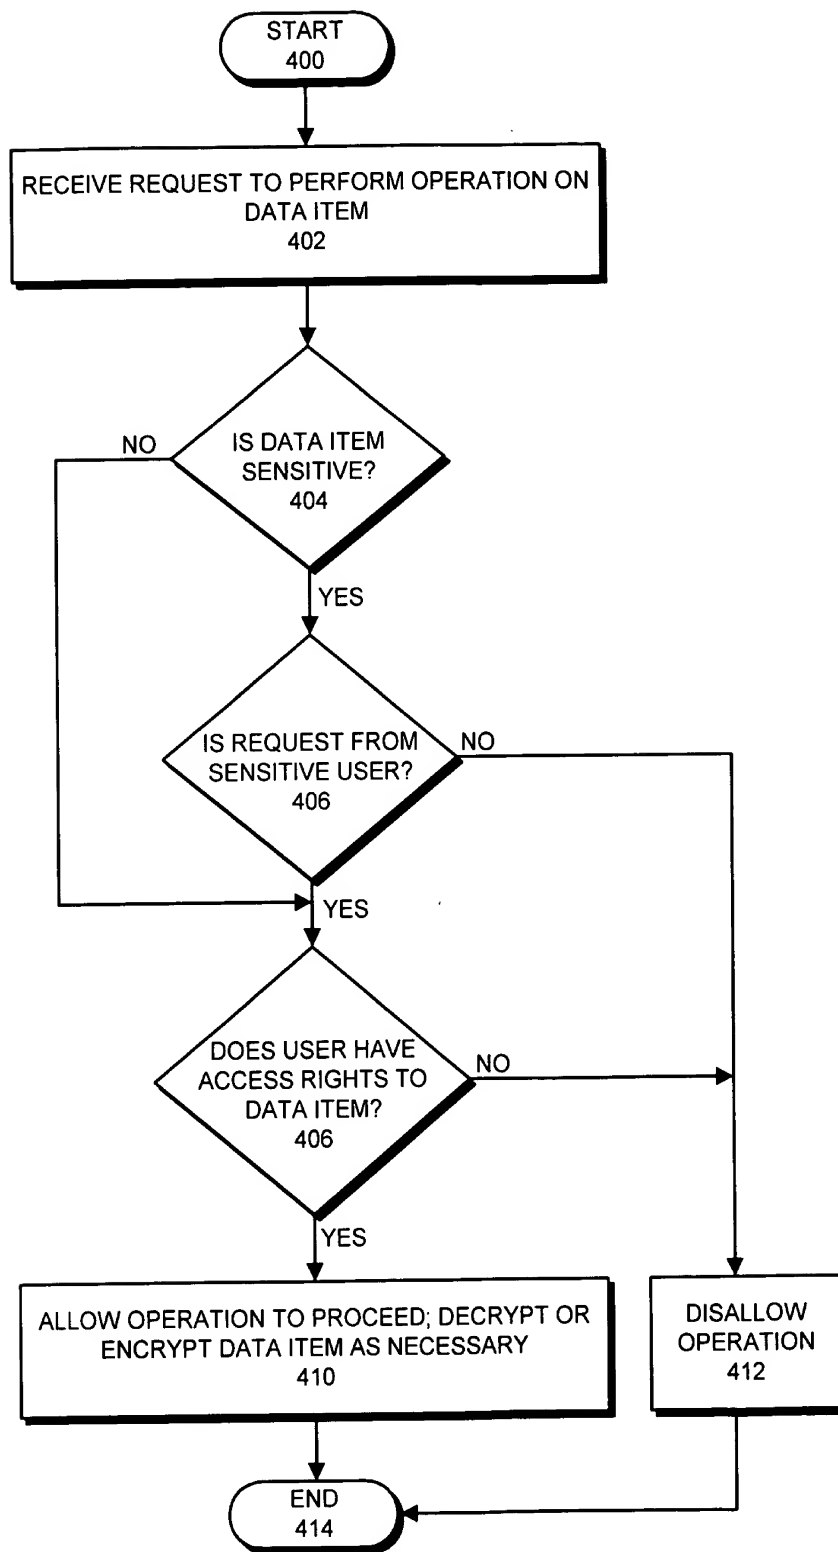 START
400
RECEIVE REQUEST TO PERFORM OPERATION ON
DATA ITEM
402
NO
IS DATA ITEM
SENSITIVE?
404
YES
IS REQUEST FROM
SENSITIVE USER?
406
NO
YES
DOES USER HAVE
ACCESS RIGHTS TO
DATA ITEM?
406
NO
YES
ALLOW OPERATION TO PROCEED; DECRYPT OR
ENCRYPT DATA ITEM AS NECESSARY
410
DISALLOW
OPERATION
412
END
414